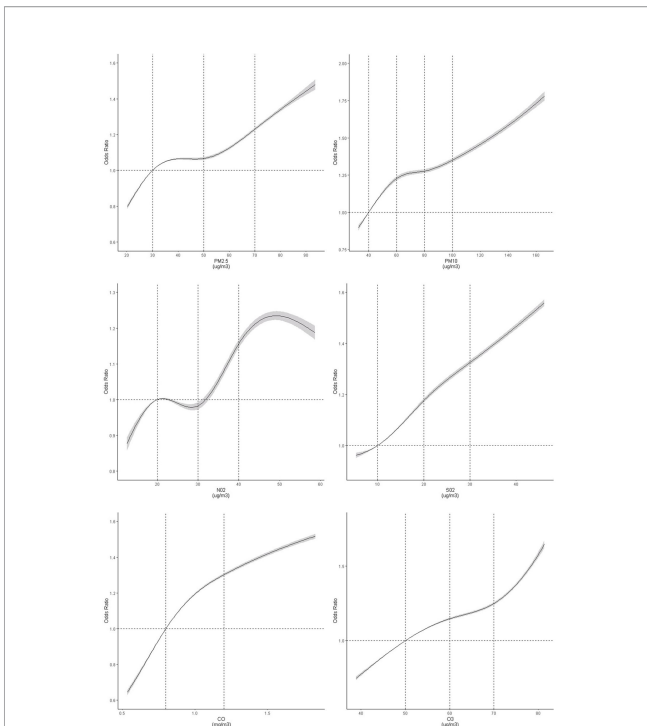 1.6
1.4
1.2
1.0
0.8
0.6
Odds Ratio
20 30 40 50 60 70 80 90
PM2.5
(ug/m3)
2.00
1.75
1.50
1.25
1.00
0.75
Odds Ratio
40 60 80 100 120 140 160
PM10
(ug/m3)
1.3
1.2
1.1
1.0
0.9
0.8
Odds Ratio
20 30 40 50 60
NO2
(ug/m3)
1.6
1.4
1.2
1.0
Odds Ratio
10 20 30 40
SO2
(ug/m3)
1.6
1.4
1.2
1.0
0.8
0.6
Odds Ratio
0.5 1.0
CO
(mg/m3)
1.0
Odds Ratio
40 50 60 70 80
O3
(ug/m3)